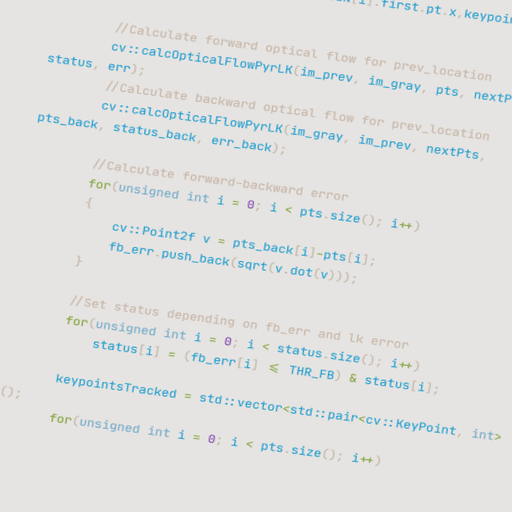 [i].first.pt.x,keypoin
//Calculate forward optical flow for prev_location
cv::calcOpticalFlowPyrLK(im_prev, im_gray, pts, nextP
status, err);
//Calculate backward optical flow for prev_location
cv::calcOpticalFlowPyrLK(im_gray, im_prev, nextPts,
pts_back, status_back, err_back);
//Calculate forward-backward error
for(unsigned int i = 0; i < pts.size(); i++)
{
cv::Point2f v = pts_back[i]-pts[i];
fb_err.push_back(sqrt(v.dot(v)));
}
//Set status depending on fb_err and lk error
for(unsigned int i = 0; i < status.size(); i++)
status[i] = (fb_err[i] <= THR_FB) & status[i];
keypointsTracked = std::vector<std::pair<cv::KeyPoint, int>
();
for(unsigned int i = 0; i < pts.size(); i++)